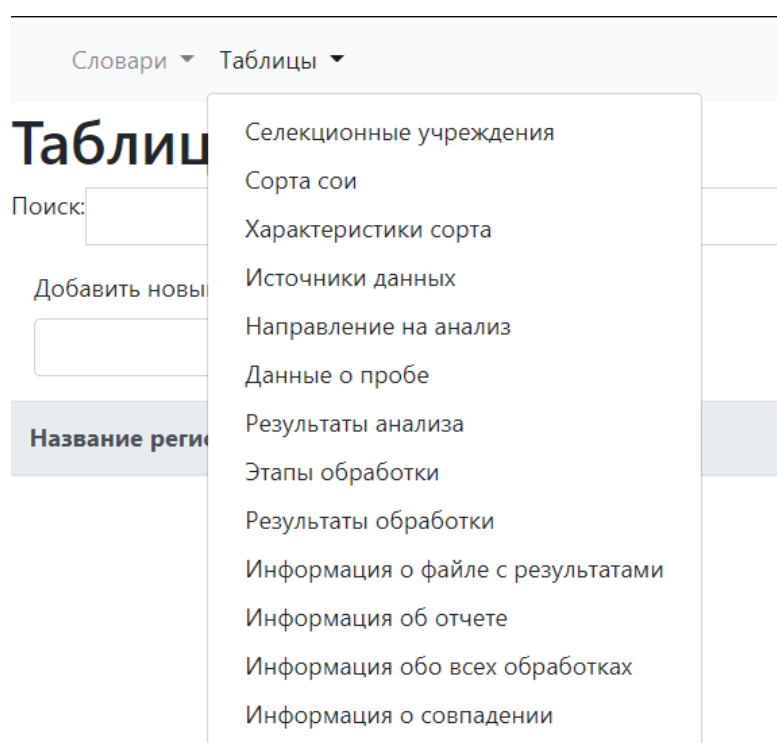 Словари Таблицы
Таблиц
Поиск:
Добавить новы
Название реги
Селекционные учреждения
Сорта сои
Характеристики сорта
Источники данных
Направление на анализ
Данные о пробе
Результаты анализа
Этапы обработки
Результаты обработки
Информация о файле с результатами
Информация об отчете
Информация обо всех обработках
Информация о совпадении